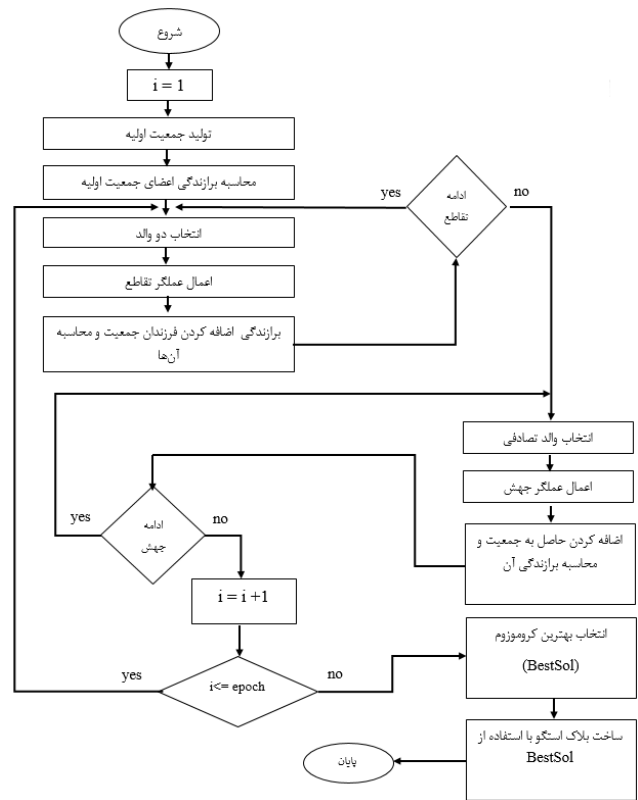 شروع
i = 1
تولید جمعیت اولیه
محاسبه برازندگی اعضای جمعیت اولیه
yes
ادامه
تقاطع
no
انتخاب دو والد
اعمال عملگر تقاطع
برازندگی اضافه کردن فرزندان جمعیت و محاسبه
آن‌ها
انتخاب والد تصادفی
اعمال عملگر جهش
اضافه کردن حاصل به جمعیت و
محاسبه برازندگی آن
yes
ادامه
جهش
no
i = i +1
yes
i<= epoch
no
انتخاب بهترین کروموزوم
(BestSol)
ساخت بلاک استگو با استفاده از
BestSol
پایان